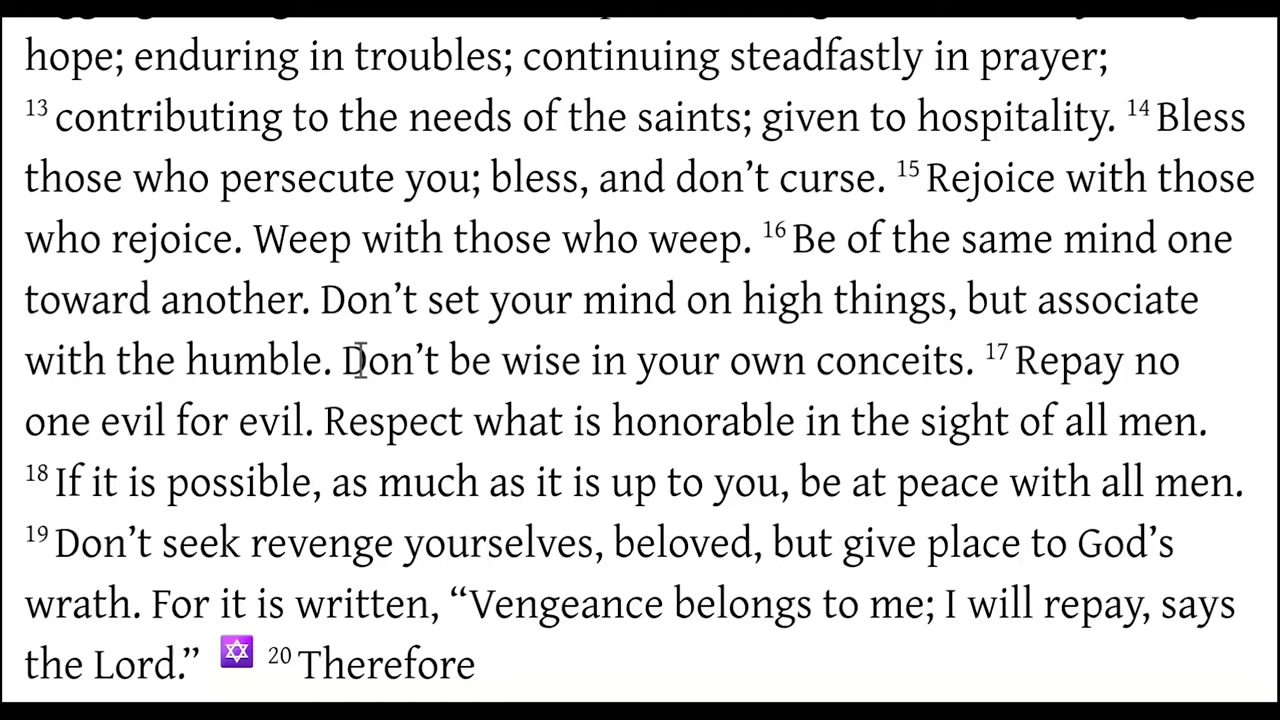 hope; enduring in troubles; continuing steadfastly in prayer;
13 contributing to the needs of the saints; given to hospitality. 14 Bless
those who persecute you; bless, and don’t curse. 15 Rejoice with those
who rejoice. Weep with those who weep. 16 Be of the same mind one
toward another. Don’t set your mind on high things, but associate
with the humble. Don’t be wise in your own conceits. 17 Repay no
one evil for evil. Respect what is honorable in the sight of all men.
18 If it is possible, as much as it is up to you, be at peace with all men.
19 Don’t seek revenge yourselves, beloved, but give place to God’s
wrath. For it is written, “Vengeance belongs to me; I will repay, says
the Lord.” 🔯 20 Therefore